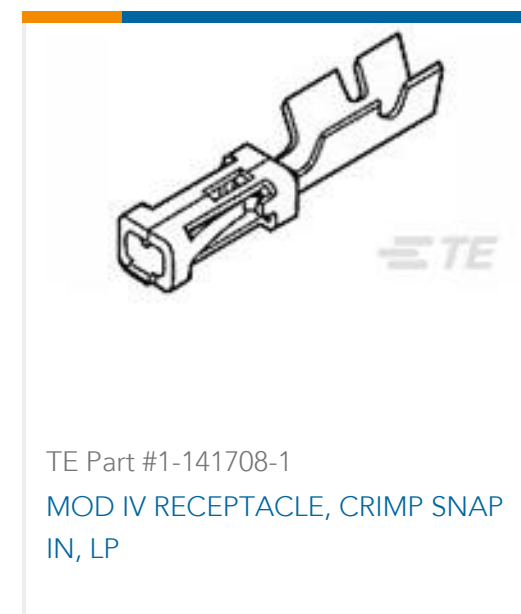 TE
TE Part #1-141708-1
MOD IV RECEPTACLE, CRIMP SNAP
IN, LP